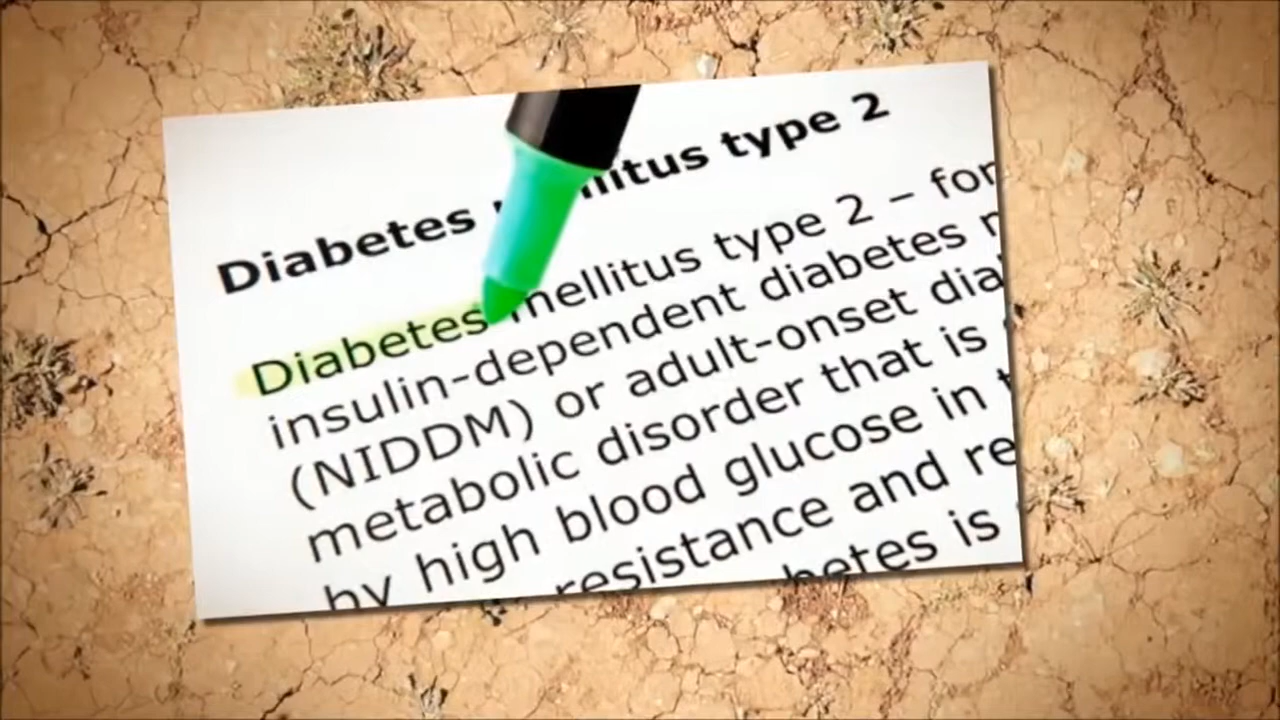 Diabetes mellitus type 2
Diabetes mellitus type 2 – for
insulin-dependent diabetes
(NIDDM) or adult-onset dia
metabolic disorder that is
by high blood glucose in
resistance and re
betes is